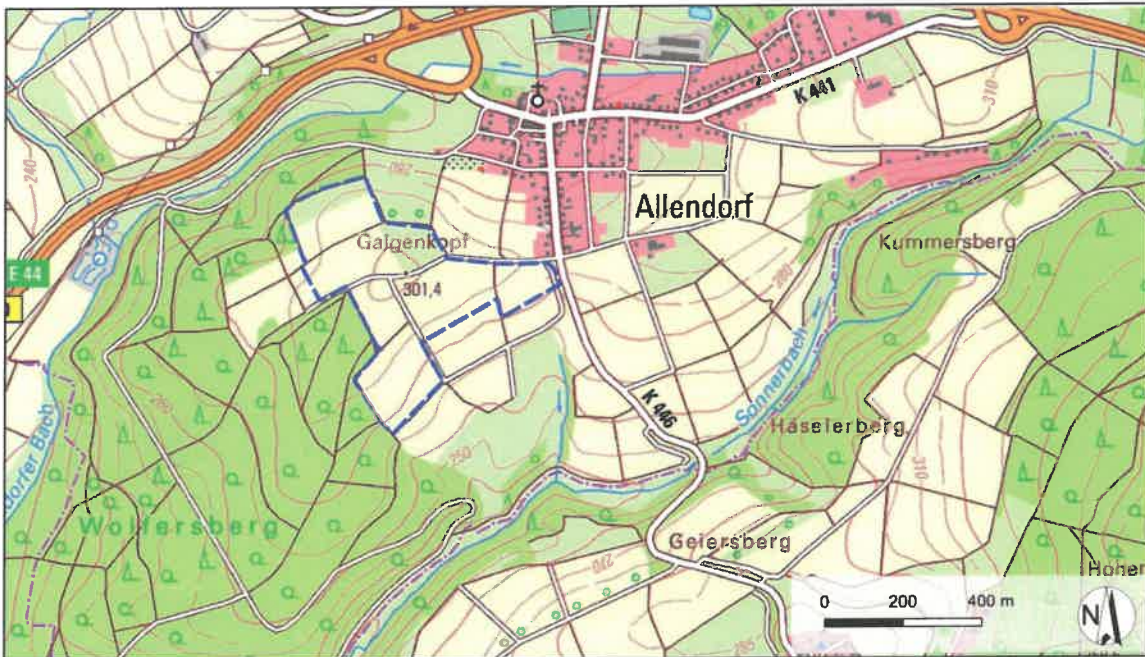 K 441
310
240
260
Allendorf
Galgenkopf
301,4
E 44
Kummersberg
280
Sonnerbach
K 446
Häselerberg
dorfer Bach
250
310
Wolfersberg
Geiersberg
270
Hoher
0 200 400 m
N